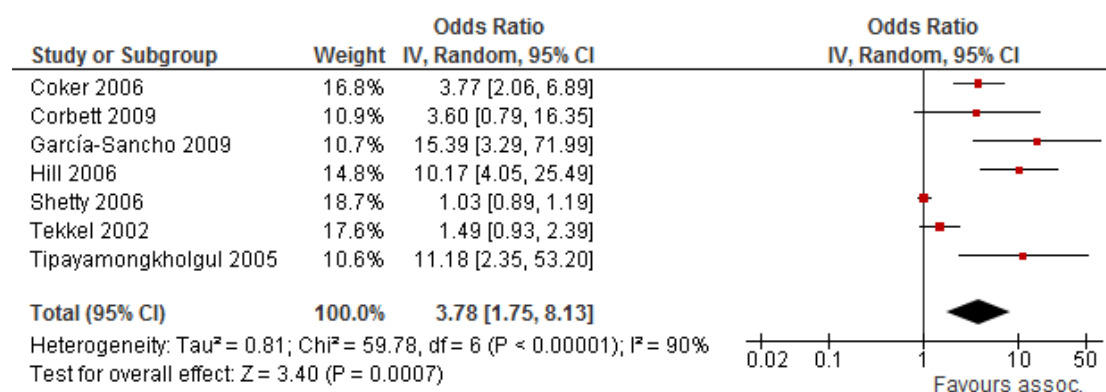 Odds Ratio Odds Ratio
Study or Subgroup Weight IV, Random, 95% CI IV, Random, 95% CI
Coker 2006 16.8% 3.77 [2.06, 6.89]
Corbett 2009 10.9% 3.60 [0.79, 16.35]
García-Sancho 2009 10.7% 15.39 [3.29, 71.99]
Hill 2006 14.8% 10.17 [4.05, 25.49]
Shetty 2006 18.7% 1.03 [0.89, 1.19]
Tekkel 2002 17.6% 1.49 [0.93, 2.39]
Tipayamongkholgul 2005 10.6% 11.18 [2.35, 53.20]
Total (95% CI) 100.0% 3.78 [1.75, 8.13]
Heterogeneity: Tau² = 0.81; Chi² = 59.78, df = 6 (P < 0.00001); I² = 90%
0.02 0.1 1 10 50
Test for overall effect: Z = 3.40 (P = 0.0007)
Favours assoc.